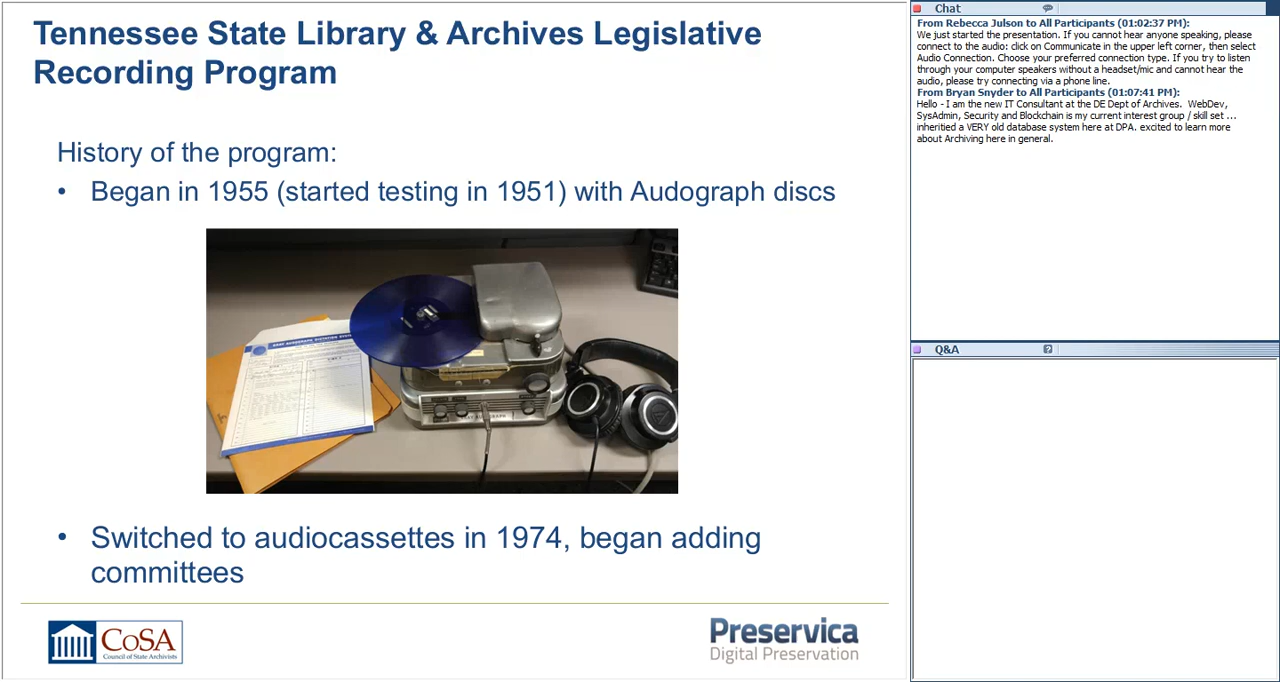 Tennessee State Library & Archives Legislative
Recording Program
History of the program:
• Began in 1955 (started testing in 1951) with Audograph discs
• Switched to audiocassettes in 1974, began adding
committees
CoSA
Council of State Archivists
Preservica
Digital Preservation
Chat
From Rebecca Julson to All Participants (01:02:37 PM):
We just started the presentation. If you cannot hear anyone speaking, please
connect to the audio: click on Communicate in the upper left corner, then select
Audio Connection. Choose your preferred connection type. If you try to listen
through your computer speakers without a headset/mic and cannot hear the
audio, please try connecting via a phone line.
From Bryan Snyder to All Participants (01:07:41 PM):
Hello - I am the new IT Consultant at the DE Dept of Archives. WebDev,
SysAdmin, Security and Blockchain is my current interest group / skill set ...
inheritied a VERY old database system here at DPA. excited to learn more
about Archiving here in general.
Q&A